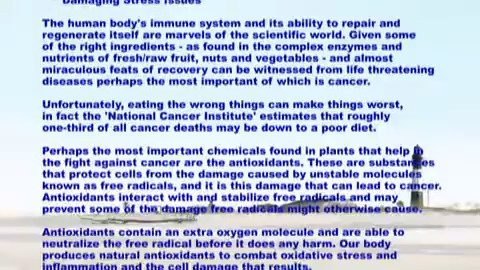 Damaging Stress Issues
The human body's immune system and its ability to repair and
regenerate itself are marvels of the scientific world. Given some
of the right ingredients - as found in the complex enzymes and
nutrients of fresh/raw fruit, nuts and vegetables - and almost
miraculous feats of recovery can be witnessed from life threatening
diseases perhaps the most important of which is cancer.
Unfortunately, eating the wrong things can make things worst,
in fact the 'National Cancer Institute' estimates that roughly
one-third of all cancer deaths may be down to a poor diet.
Perhaps the most important chemicals found in plants that help in
the fight against cancer are the antioxidants. These are substances
that protect cells from the damage caused by unstable molecules
known as free radicals, and it is this damage that can lead to cancer.
Antioxidants interact with and stabilize free radicals and may
prevent some of the damage free radicals might otherwise cause.
Antioxidants contain an extra oxygen molecule and are able to
neutralize the free radical before it does any harm. Our body
produces natural antioxidants to combat oxidative stress and
inflammation and the cell damage that results.